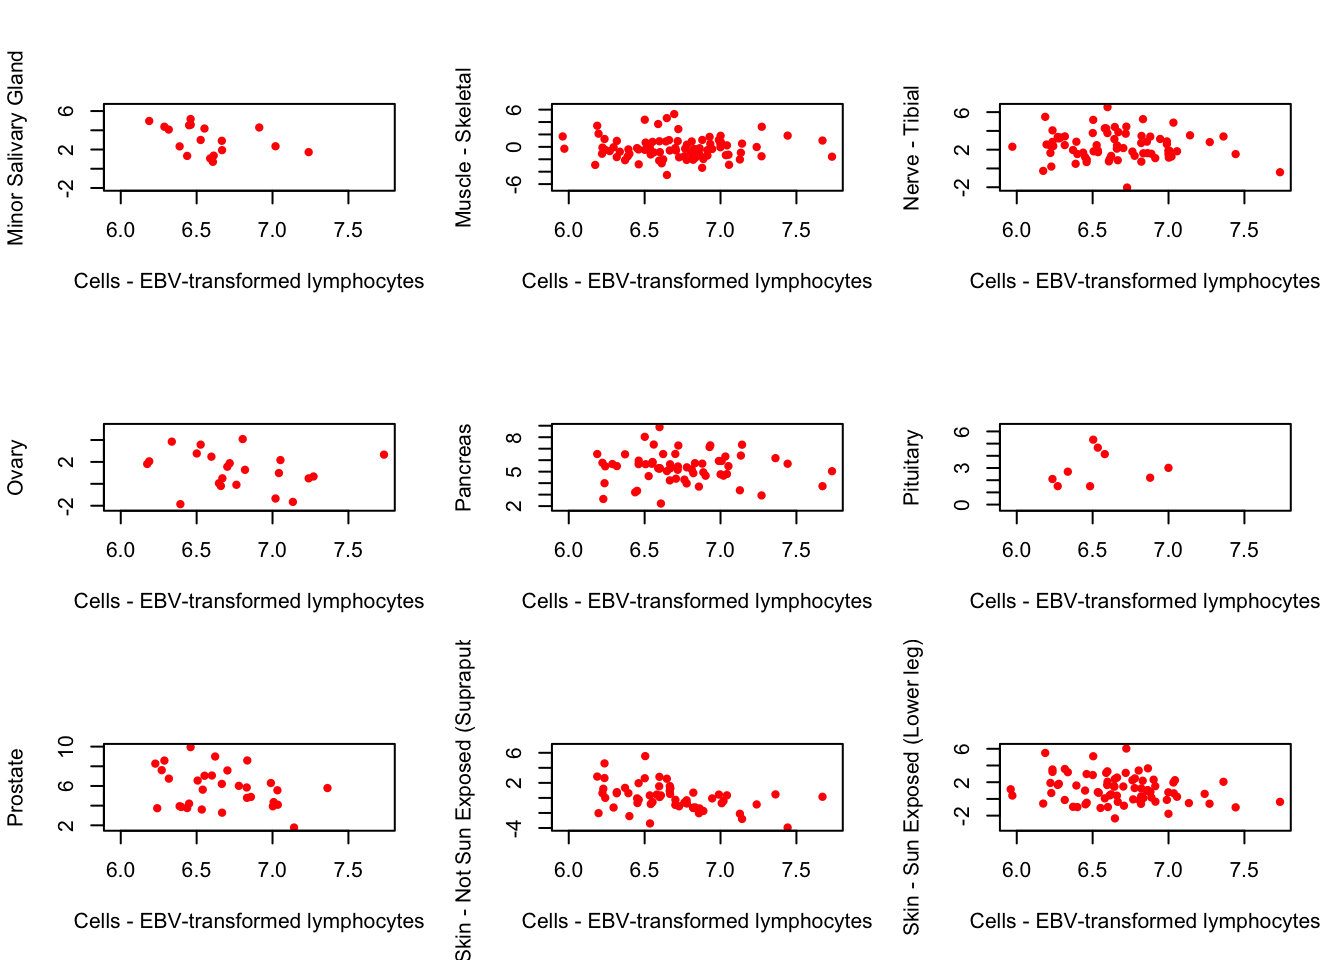 Minor Salivary Gland
6
2
-2
6.0 6.5 7.0 7.5
Cells - EBV-transformed lymphocytes
Muscle - Skeletal
6
0
-6
6.0 6.5 7.0 7.5
Cells - EBV-transformed lymphocytes
Nerve - Tibial
6
2
-2
6.0 6.5 7.0 7.5
Cells - EBV-transformed lymphocytes
Ovary
2
-2
6.0 6.5 7.0 7.5
Cells - EBV-transformed lymphocytes
Pancreas
8
5
2
6.0 6.5 7.0 7.5
Cells - EBV-transformed lymphocytes
Pituitary
6
3
0
6.0 6.5 7.0 7.5
Cells - EBV-transformed lymphocytes
Prostate
10
6
2
6.0 6.5 7.0 7.5
Cells - EBV-transformed lymphocytes
Skin - Not Sun Exposed (Suprapub
6
2
-4
6.0 6.5 7.0 7.5
Cells - EBV-transformed lymphocytes
Skin - Sun Exposed (Lower leg)
6
2
-2
6.0 6.5 7.0 7.5
Cells - EBV-transformed lymphocytes